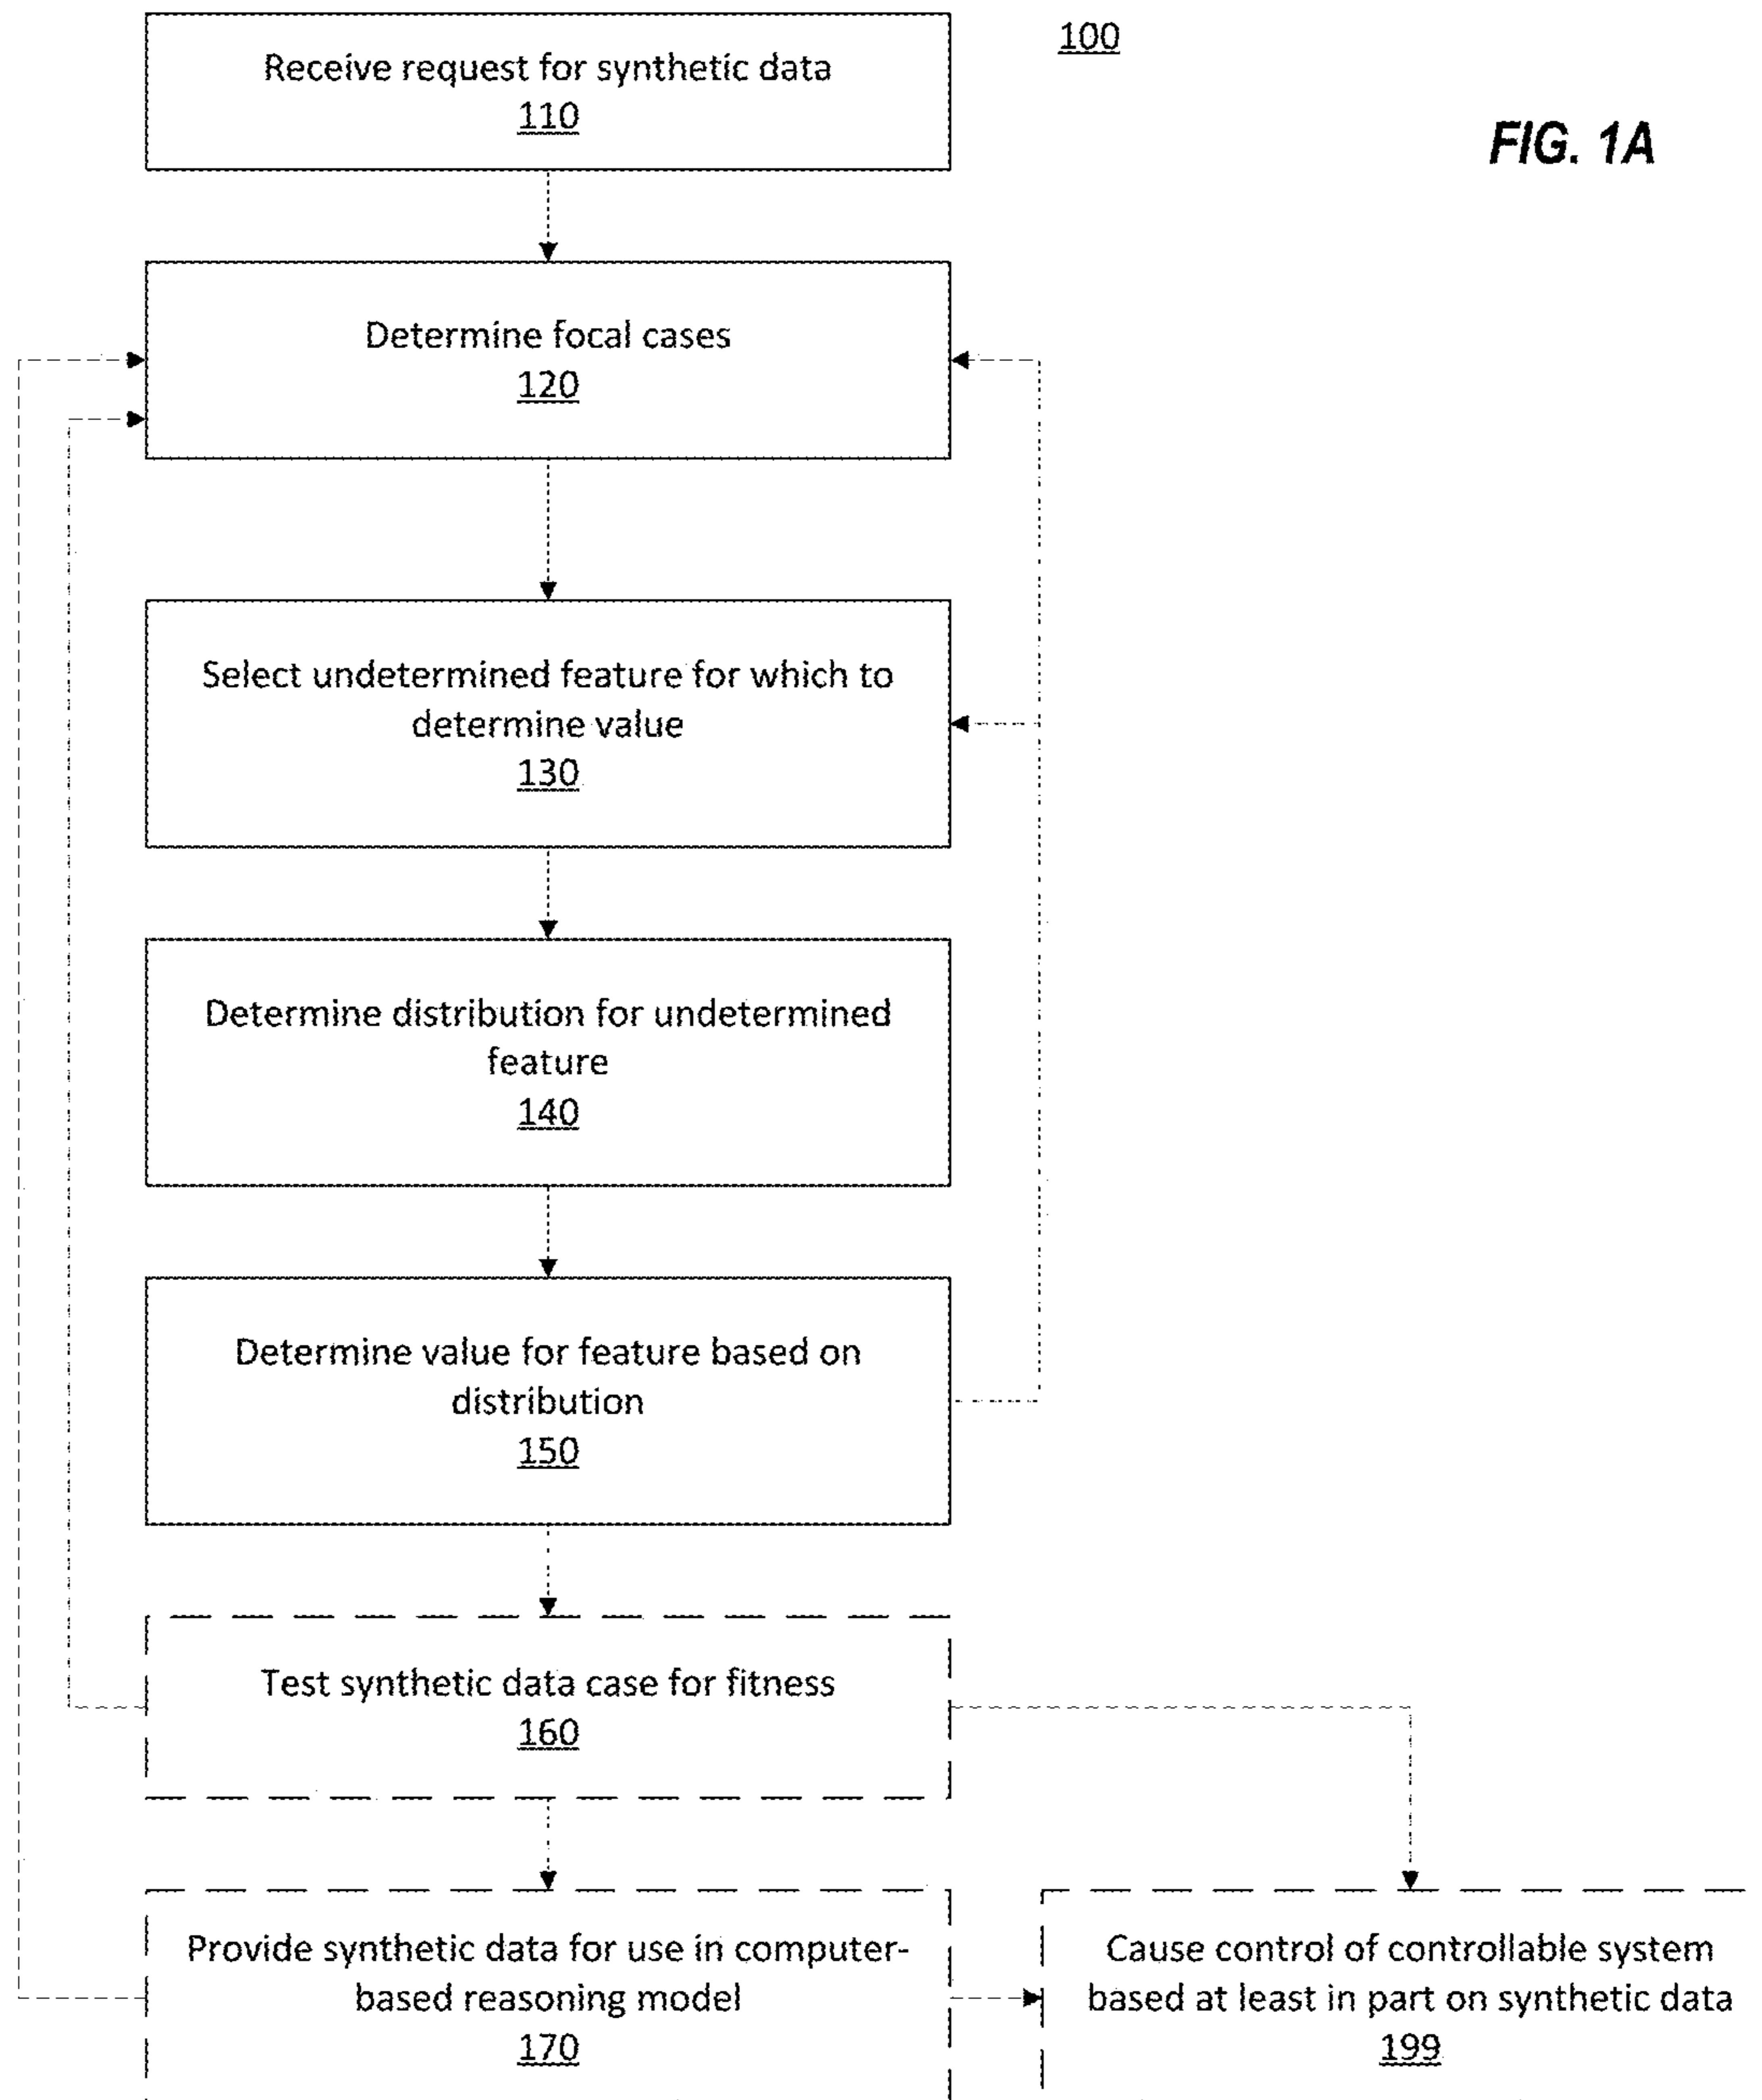 100
FIG. 1A
Receive request for synthetic data
110
Determine focal cases
120
Select undetermined feature for which to
determine value
130
Determine distribution for undetermined
feature
140
Determine value for feature based on
distribution
150
Test synthetic data case for fitness
160
Provide synthetic data for use in computer-
based reasoning model
170
Cause control of controllable system
based at least in part on synthetic data
199